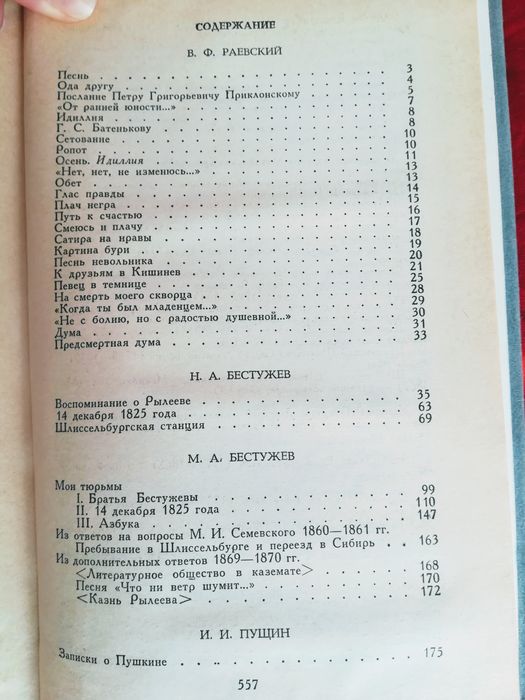 СОДЕРЖАНИЕ
В. Ф. РАЕВСКИЙ
Песнь . . . 3
Ода другу . . . 4
Послание Петру Григорьевичу Приклонскому . . . 5
«От ранней юности...» . . . 7
Идиллия . . . 8
Г. С. Батенькову . . . 8
Сетование . . . 10
Ропот . . . 10
Осень. Идиллия . . . 11
«Нет, нет, не изменюсь...» . . . 13
Обет . . . 13
Глас правды . . . 14
Плач негра . . . 15
Путь к счастью . . . 16
Смеюсь и плачу . . . 17
Сатира на нравы . . . 18
Картина бури . . . 19
Песнь невольника . . . 20
К друзьям в Кишинев . . . 21
Певец в темнице . . . 25
На смерть моего скворца . . . 28
«Когда ты был младенцем...» . . . 29
«Не с болию, но с радостью душевной...» . . . 30
Дума . . . 31
Предсмертная дума . . . 33
Н. А. БЕСТУЖЕВ
Воспоминание о Рылееве . . . 35
14 декабря 1825 года . . . 63
Шлиссельбургская станция . . . 69
М. А. БЕСТУЖЕВ
Мои тюрьмы
I. Братья Бестужевы . . . 99
II. 14 декабря 1825 года . . . 110
III. Азбука . . . 147
Из ответов на вопросы М. И. Семевского 1860—1861 гг.
Пребывание в Шлиссельбурге и переезд в Сибирь . . 163
Из дополнительных ответов 1869—1870 гг.
<Литературное общество в каземате> . . . 168
Песня «Что ни ветр шумит...» . . . 170
<Казнь Рылеева> . . . 172
И. И. ПУЩИН
Записки о Пушкине . . . 175
557